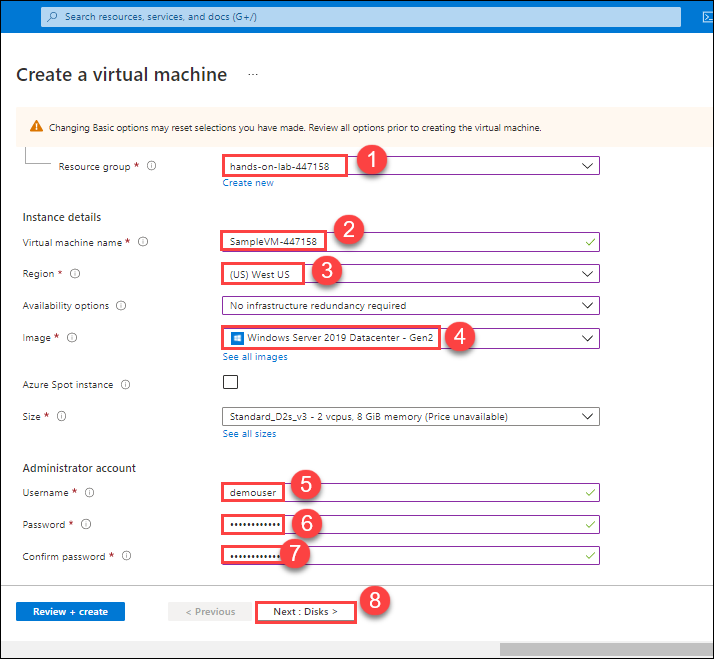 Search resources, services, and docs (G+/)
Create a virtual machine ...
Changing Basic options may reset selections you have made. Review all options prior to creating the virtual machine.
Resource group * hands-on-lab-447158 1
Create new
Instance details
Virtual machine name * SampleVM-447158 2
Region * (US) West US 3
Availability options No infrastructure redundancy required
Image * Windows Server 2019 Datacenter - Gen2 4
See all images
Azure Spot instance
Size * Standard_D2s_v3 - 2 vcpus, 8 GiB memory (Price unavailable)
See all sizes
Administrator account
Username * demouser 5
Password * •••••••••••• 6
Confirm password * •••••••••••• 7
Review + create < Previous Next : Disks > 8